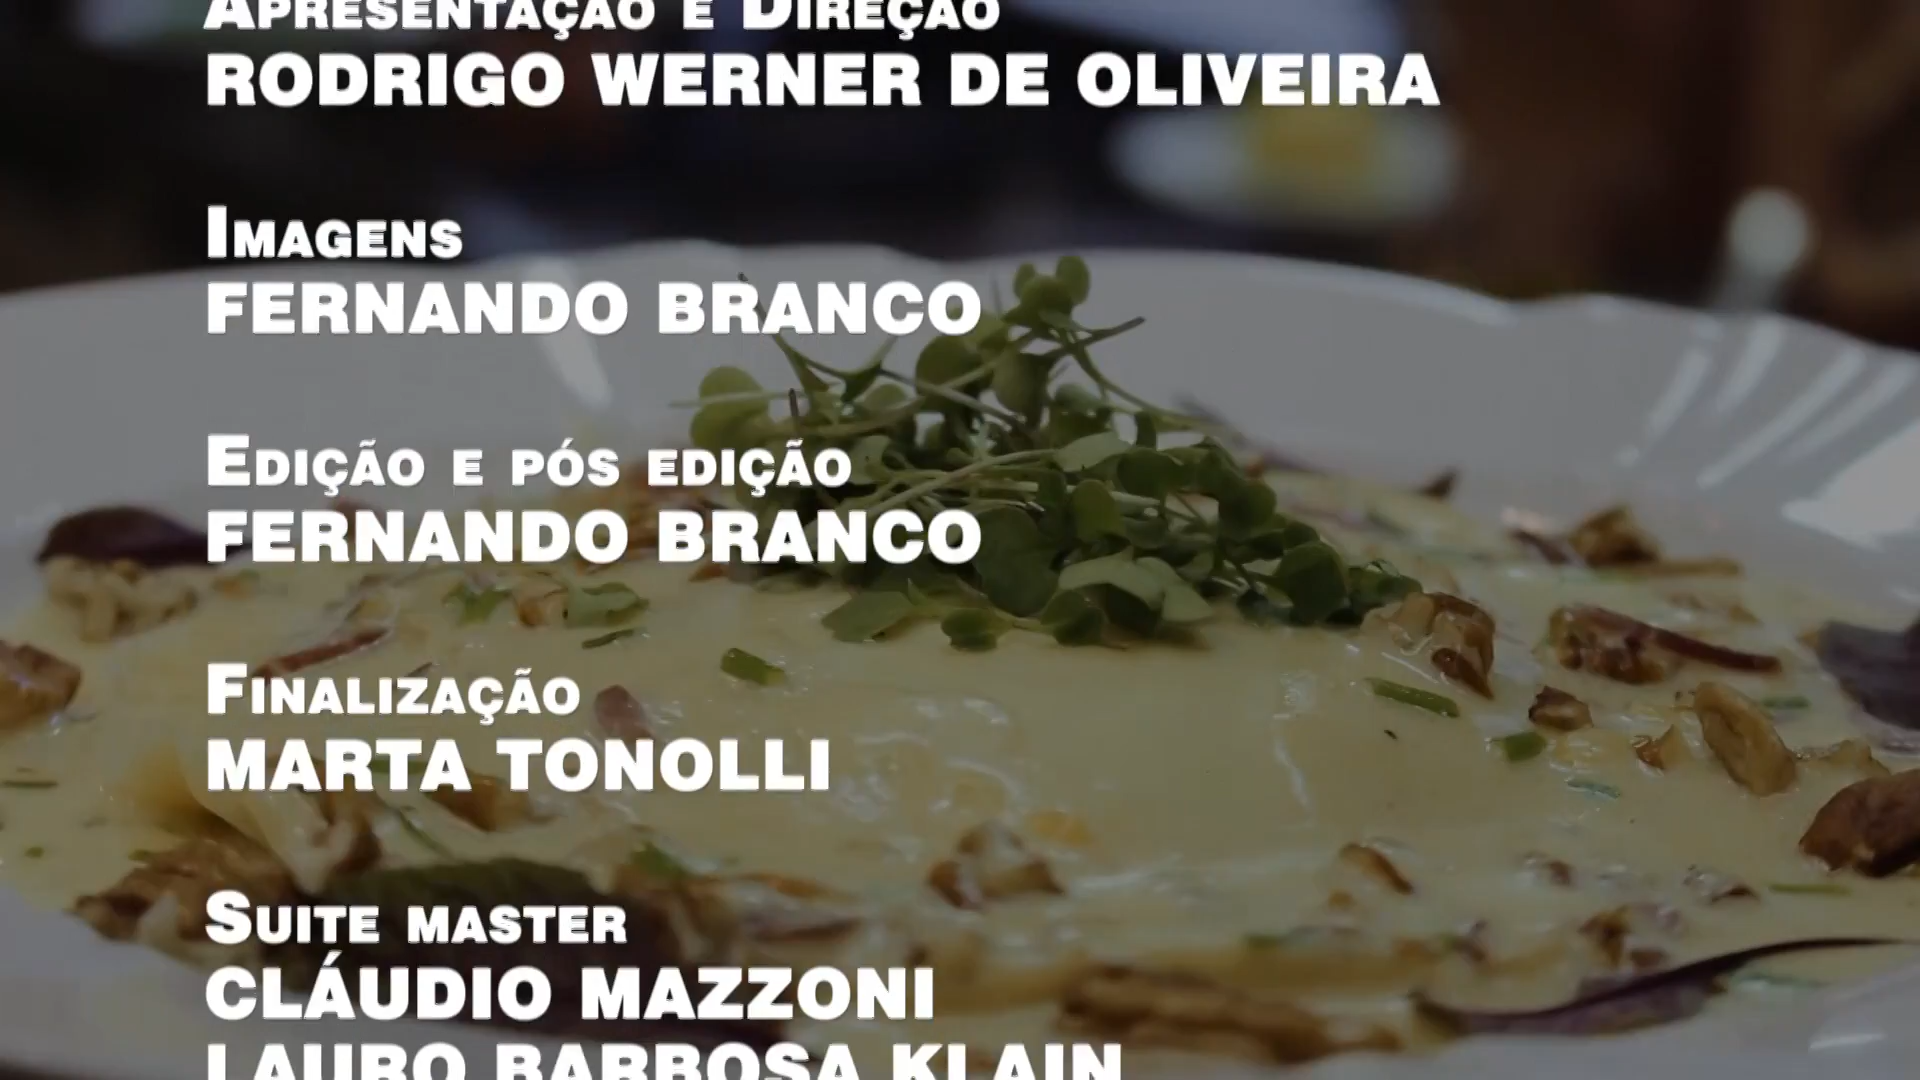 Apresentação e Direção
RODRIGO WERNER DE OLIVEIRA
Imagens
FERNANDO BRANCO
Edição e pós edição
FERNANDO BRANCO
Finalização
MARTA TONOLLI
Suite master
CLÁUDIO MAZZONI
LAURO BARBOSA KLAIN